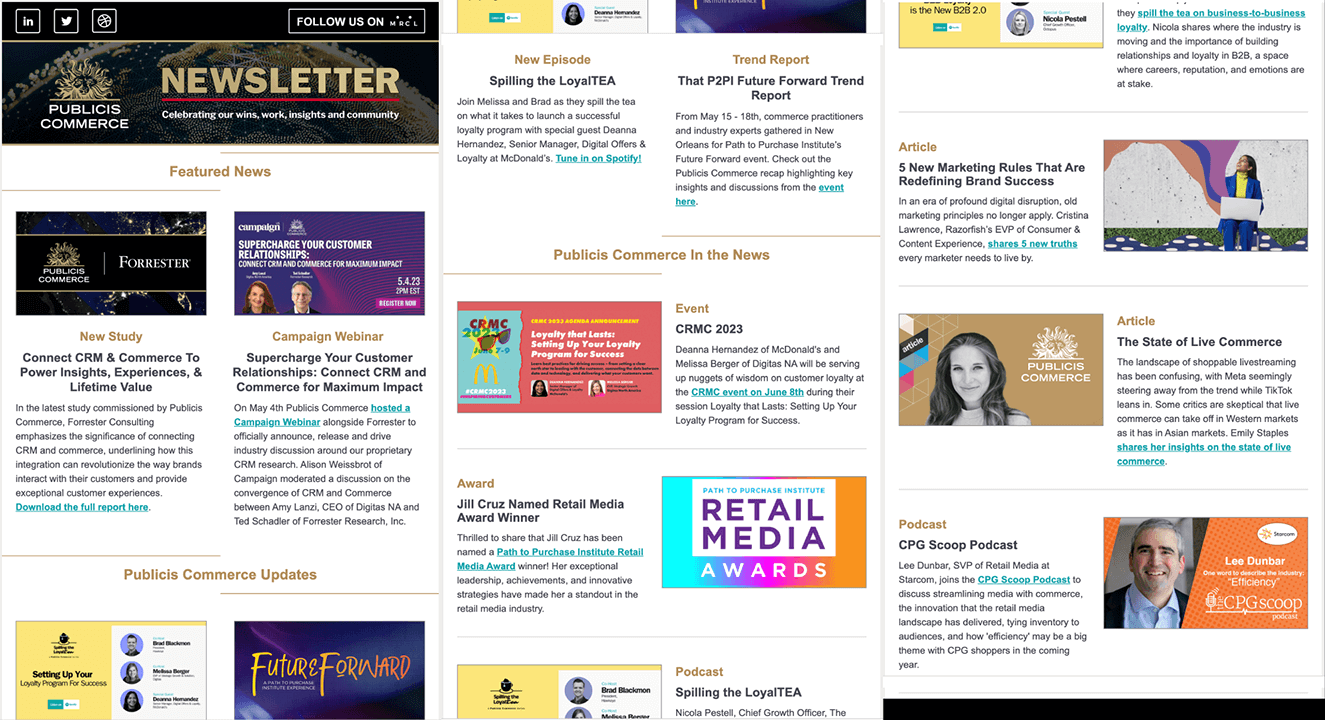 in
FOLLOW US ON MRCL
NEWSLETTER
Celebrating our wins, work, insights and community
PUBLICIS
COMMERCE
Featured News
PUBLICIS
COMMERCE
FORRESTER
campaign
SUPERCHARGE YOUR CUSTOMER
RELATIONSHIPS:
CONNECT CRM AND COMMERCE FOR MAXIMUM IMPACT
5.4.23
2PM EST
REGISTER NOW
New Study
Connect CRM & Commerce To
Power Insights, Experiences, &
Lifetime Value
In the latest study commissioned by Publicis
Commerce, Forrester Consulting
emphasizes the significance of connecting
CRM and commerce, underlining how this
integration can revolutionize the way brands
interact with their customers and provide
exceptional customer experiences.
Download the full report here.
Campaign Webinar
Supercharge Your Customer
Relationships: Connect CRM and
Commerce for Maximum Impact
On May 4th Publicis Commerce hosted a
Campaign Webinar alongside Forrester to
officially announce, release and drive
industry discussion around our proprietary
CRM research. Alison Weissbrot of
Campaign moderated a discussion on the
convergence of CRM and Commerce
between Amy Lanzi, CEO of Digitas NA and
Ted Schadler of Forrester Research, Inc.
Publicis Commerce Updates
Spilling the
LoyalTea
Setting Up Your
Loyalty Program For Success
Brad Blackmon
Melissa Berger
Deanna Hernandez
FUTURE FORWARD
A PATH TO PURCHASE
INSTITUTE EXPERIENCE
Deanna Hernandez
INSTITUTE EXPERIENCE
New Episode
Spilling the LoyalTEA
Join Melissa and Brad as they spill the tea
on what it takes to launch a successful
loyalty program with special guest Deanna
Hernandez, Senior Manager, Digital Offers &
Loyalty at McDonald's. Tune in on Spotify!
Trend Report
That P2PI Future Forward Trend
Report
From May 15 - 18th, commerce practitioners
and industry experts gathered in New
Orleans for Path to Purchase Institute's
Future Forward event. Check out the
Publicis Commerce recap highlighting key
insights and discussions from the event
here.
Publicis Commerce In the News
CRMC
2023
June 7-9
#CRMC2023
CRMC 2023 AGENDA ANNOUNCEMENT
Loyalty that Lasts:
Setting Up Your Loyalty
Program for Success
Event
CRMC 2023
Deanna Hernandez of McDonald's and
Melissa Berger of Digitas NA will be serving
up nuggets of wisdom on customer loyalty at
the CRMC event on June 8th during their
session Loyalty that Lasts: Setting Up Your
Loyalty Program for Success.
Award
Jill Cruz Named Retail Media
Award Winner
Thrilled to share that Jill Cruz has been
named a Path to Purchase Institute Retail
Media Award winner! Her exceptional
leadership, achievements, and innovative
strategies have made her a standout in the
retail media industry.
PATH TO PURCHASE INSTITUTE
RETAIL
MEDIA
AWARDS
Spilling the
LoyalTea
Brad Blackmon
Melissa Berger
Podcast
Spilling the LoyalTEA
Nicola Pestell, Chief Growth Officer, The
is the New B2B 2.0
Nicola Pestell
they spill the tea on business-to-business
loyalty. Nicola shares where the industry is
moving and the importance of building
relationships and loyalty in B2B, a space
where careers, reputation, and emotions are
at stake.
Article
5 New Marketing Rules That Are
Redefining Brand Success
In an era of profound digital disruption, old
marketing principles no longer apply. Cristina
Lawrence, Razorfish's EVP of Consumer &
Content Experience, shares 5 new truths
every marketer needs to live by.
article
PUBLICIS
COMMERCE
Article
The State of Live Commerce
The landscape of shoppable livestreaming
has been confusing, with Meta seemingly
steering away from the trend while TikTok
leans in. Some critics are skeptical that live
commerce can take off in Western markets
as it has in Asian markets. Emily Staples
shares her insights on the state of live
commerce.
Podcast
CPG Scoop Podcast
Lee Dunbar, SVP of Retail Media at
Starcom, joins the CPG Scoop Podcast to
discuss streamlining media with commerce,
the innovation that the retail media
landscape has delivered, tying inventory to
audiences, and how 'efficiency' may be a big
theme with CPG shoppers in the coming
year.
Starcom
Lee Dunbar
One word to describe the industry:
"Efficiency"
the CPG scoop
podcast